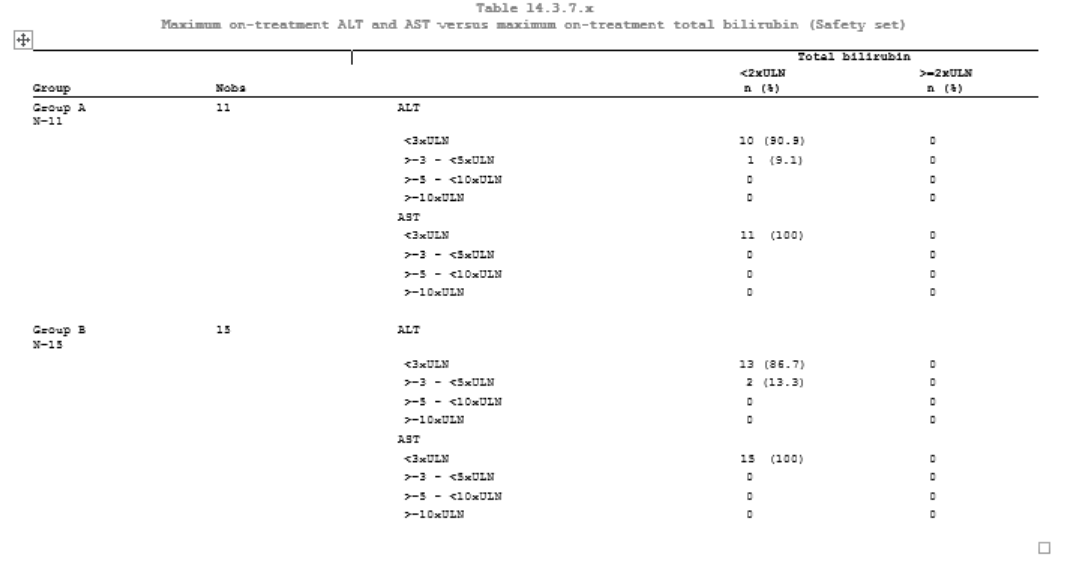 Table 14.3.7.x
Maximum on-treatment ALT and AST versus maximum on-treatment total bilirubin (Safety set)
Total bilirubin
<2xULN >=2xULN
Group Nobs n (%) n (%)
Group A 11 ALT
N=11
<3xULN 10 (90.9) 0
>=3 - <5xULN 1 (9.1) 0
>=5 - <10xULN 0 0
>=10xULN 0 0
AST
<3xULN 11 (100) 0
>=3 - <5xULN 0 0
>=5 - <10xULN 0 0
>=10xULN 0 0
Group B 15 ALT
N=15
<3xULN 13 (86.7) 0
>=3 - <5xULN 2 (13.3) 0
>=5 - <10xULN 0 0
>=10xULN 0 0
AST
<3xULN 15 (100) 0
>=3 - <5xULN 0 0
>=5 - <10xULN 0 0
>=10xULN 0 0